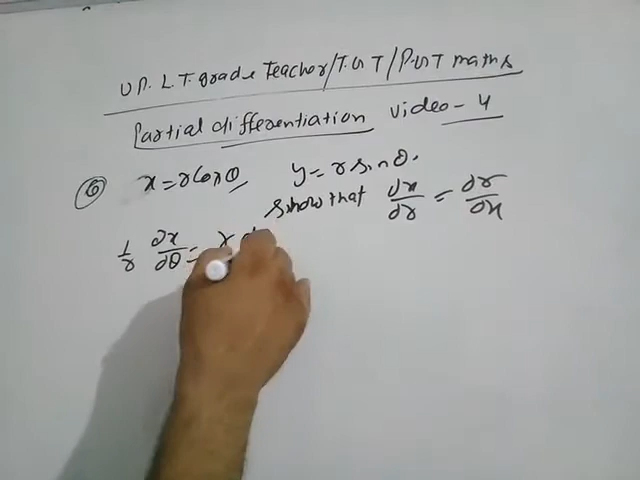 U.P. L.T. grade Teacher/T.G.T/P.G.T maths
Partial differentiation video - 4
⑥ x = r Cos θ y = r sin θ.
show that ∂x/∂r = ∂r/∂x
1/r ∂x/∂θ = r ∂